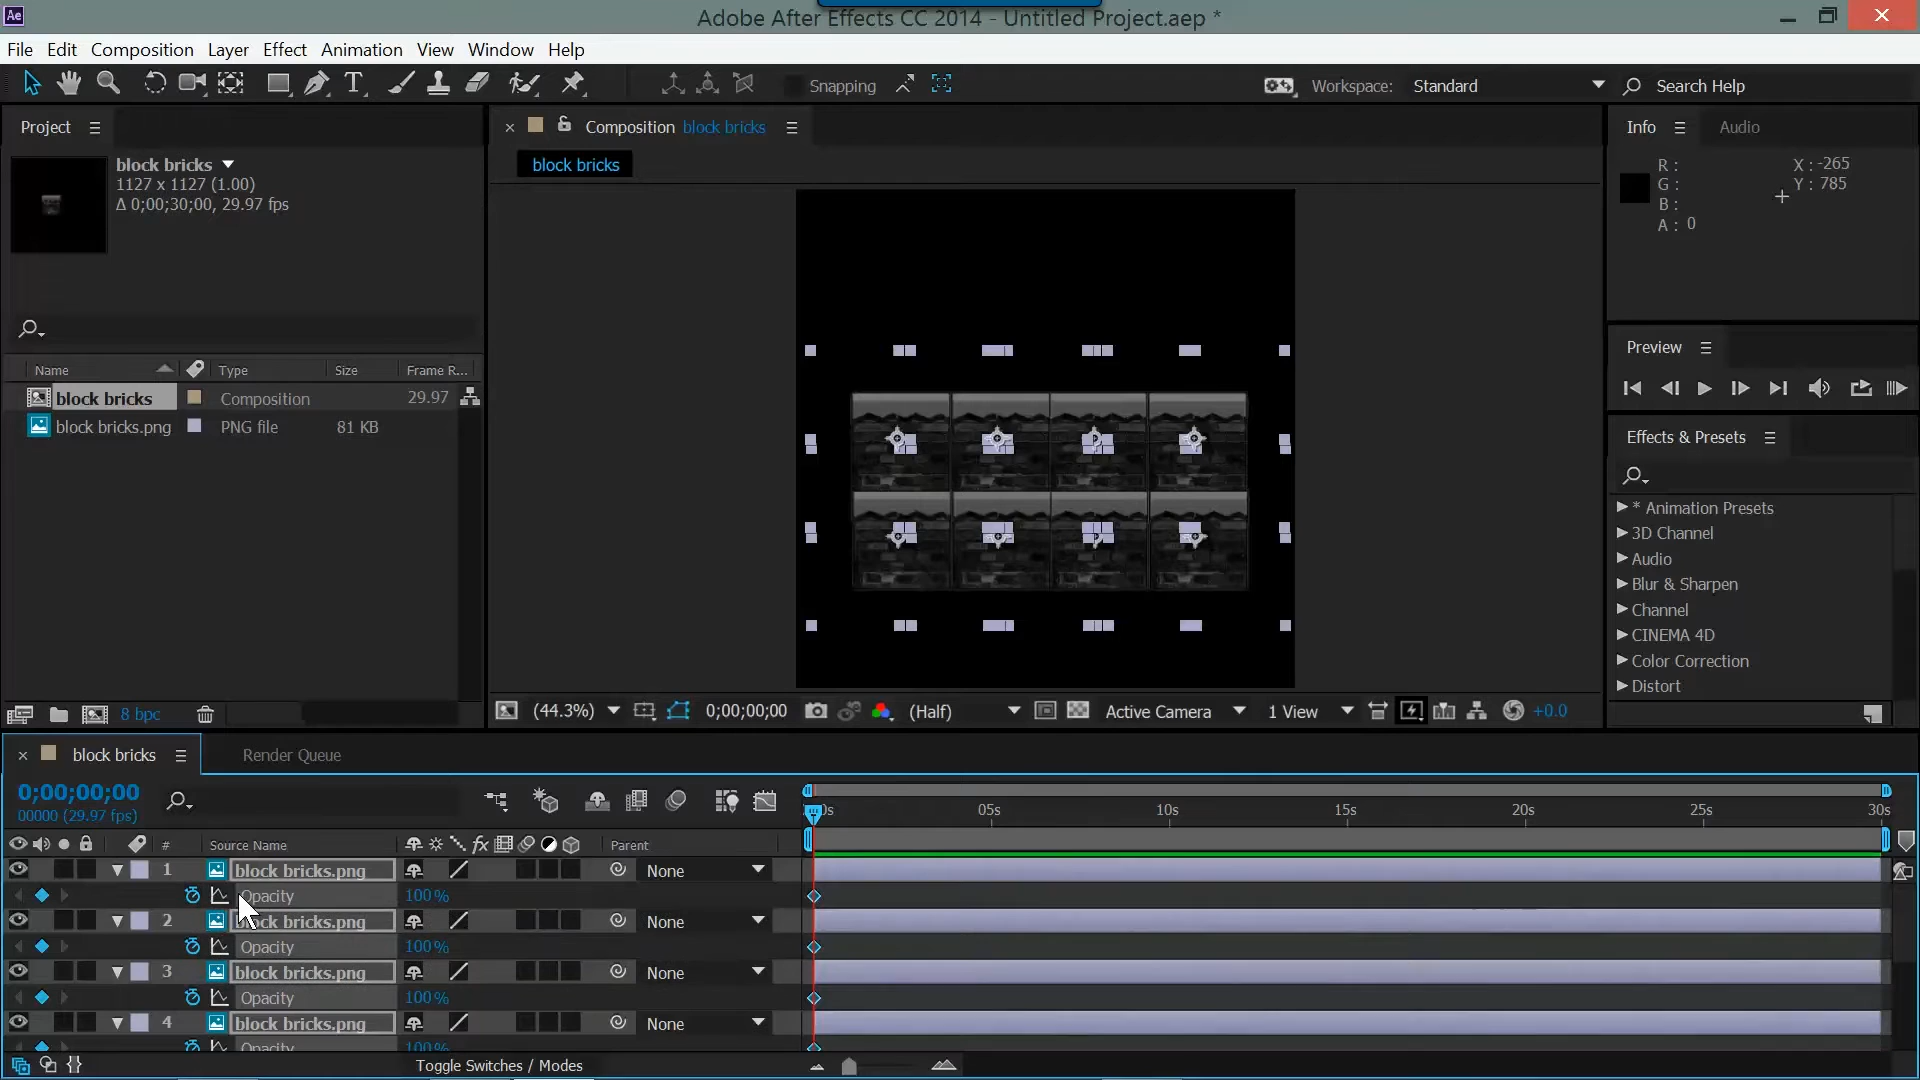 Ae
Adobe After Effects CC 2014 - Untitled Project.aep *
File Edit Composition Layer Effect Animation View Window Help
T Snapping Workspace: Standard Search Help
Project
block bricks
1127 x 1127 (1.00)
Δ 0;00;30;00, 29.97 fps
Name Type Size Frame R...
block bricks Composition 29.97
block bricks.png PNG file 81 KB
8 bpc
Composition block bricks
block bricks
(44.3%) 0;00;00;00 (Half) Active Camera 1 View +0.0
Info Audio
R : X : -265
G : Y : 785
B :
A : 0
Preview
Effects & Presets
* Animation Presets
3D Channel
Audio
Blur & Sharpen
Channel
CINEMA 4D
Color Correction
Distort
block bricks Render Queue
0;00;00;00
00000 (29.97 fps)
0s 05s 10s 15s 20s 25s 30s
# Source Name fx Parent
1 block bricks.png None
Opacity 100%
2 block bricks.png None
Opacity 100%
3 block bricks.png None
Opacity 100%
4 block bricks.png None
Opacity 100%
Toggle Switches / Modes